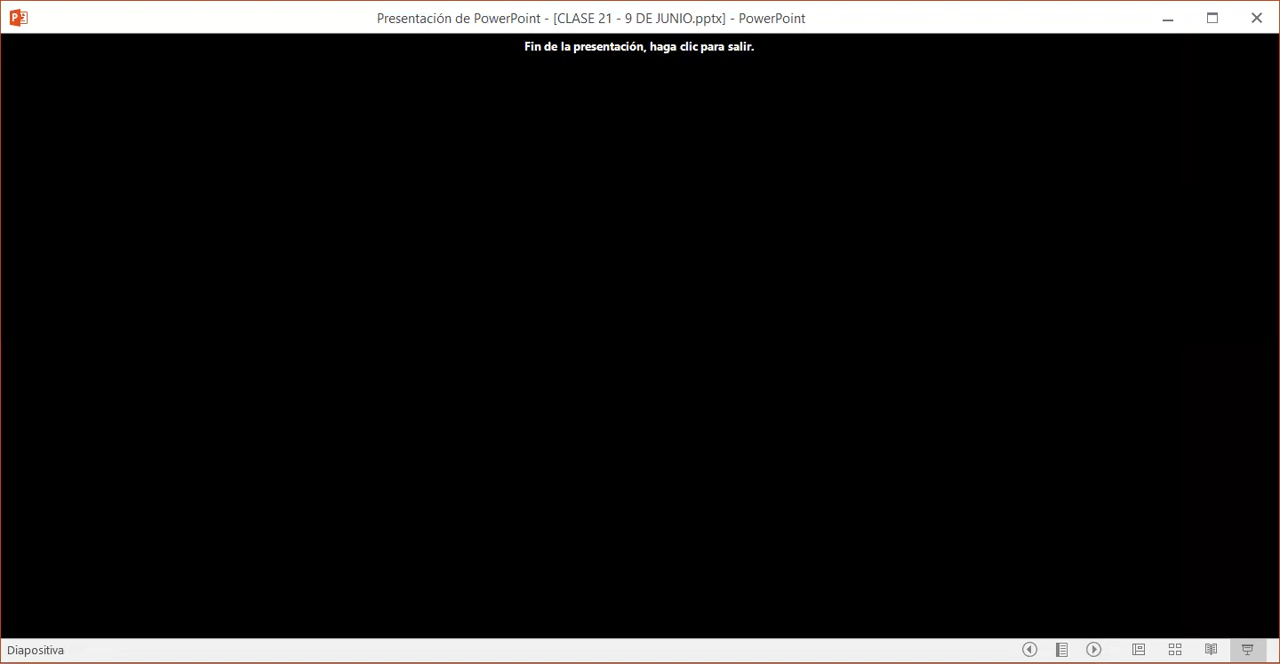 Presentación de PowerPoint - [CLASE 21 - 9 DE JUNIO.pptx] - PowerPoint
Fin de la presentación, haga clic para salir.
Diapositiva